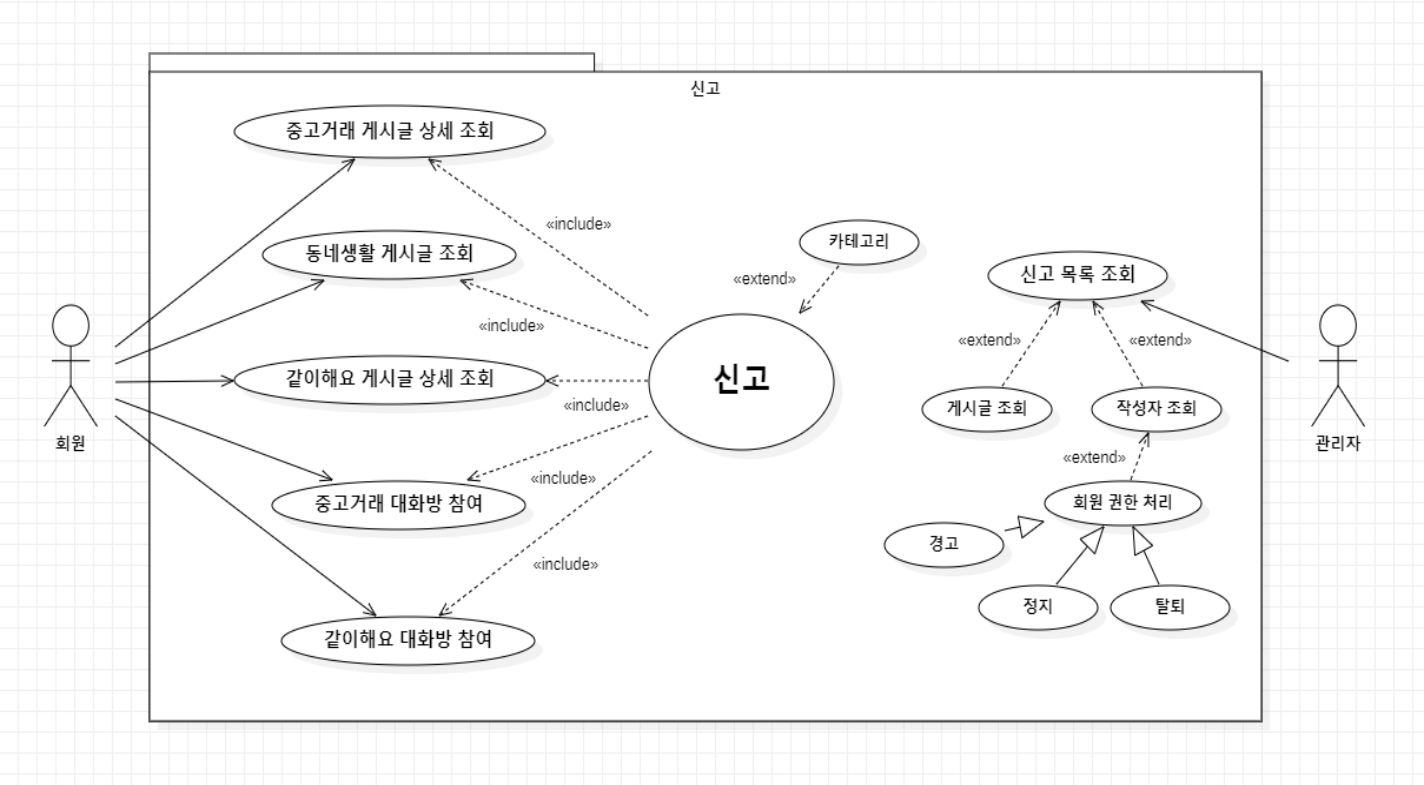 신고
중고거래 게시글 상세 조회
«include»
동네생활 게시글 조회
카테고리
«extend»
신고 목록 조회
«include»
«extend»
«extend»
같이해요 게시글 상세 조회
신고
«include»
게시글 조회
작성자 조회
회원
관리자
«extend»
«include»
중고거래 대화방 참여
회원 권한 처리
경고
«include»
정지
탈퇴
같이해요 대화방 참여